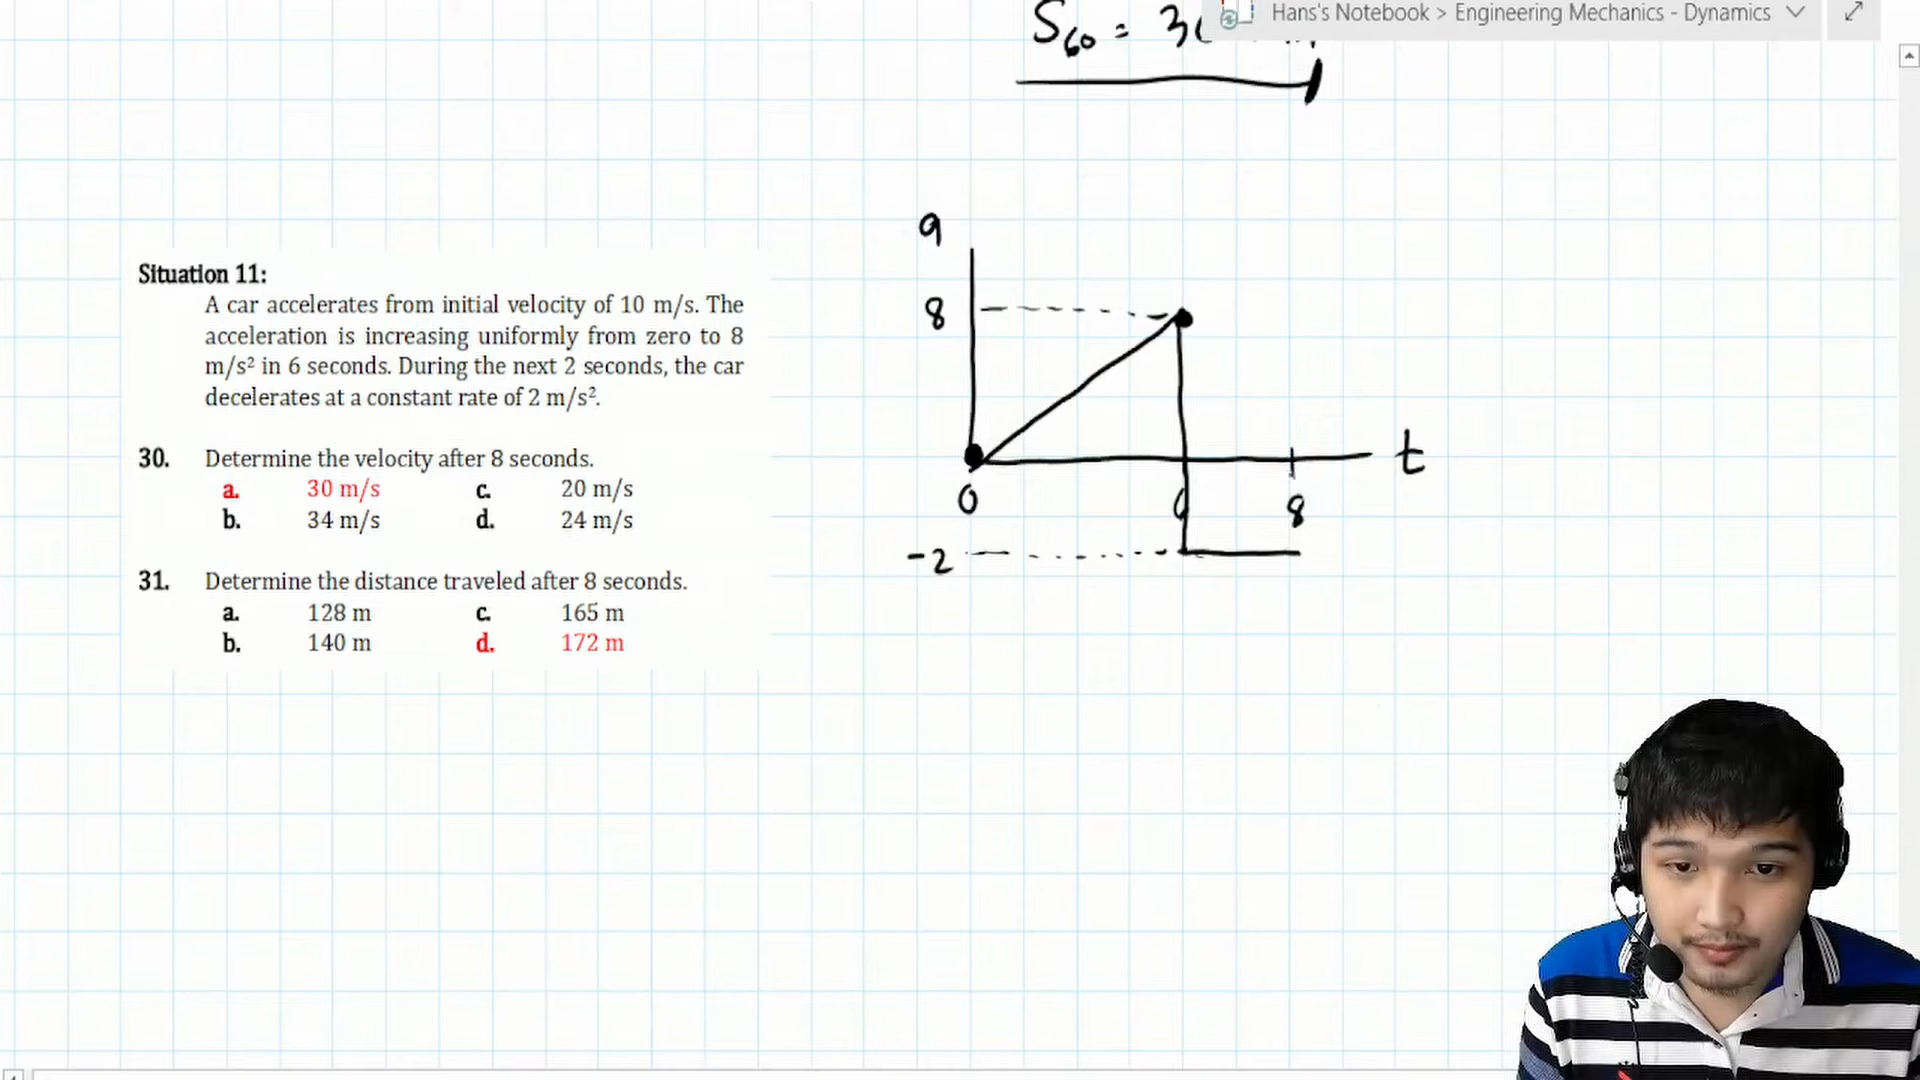 Hans's Notebook > Engineering Mechanics - Dynamics
S60 =
Situation 11:
A car accelerates from initial velocity of 10 m/s. The
acceleration is increasing uniformly from zero to 8
m/s² in 6 seconds. During the next 2 seconds, the car
decelerates at a constant rate of 2 m/s².
30. Determine the velocity after 8 seconds.
a. 30 m/s c. 20 m/s
b. 34 m/s d. 24 m/s
31. Determine the distance traveled after 8 seconds.
a. 128 m c. 165 m
b. 140 m d. 172 m
a
8
t
0 6 8
-2